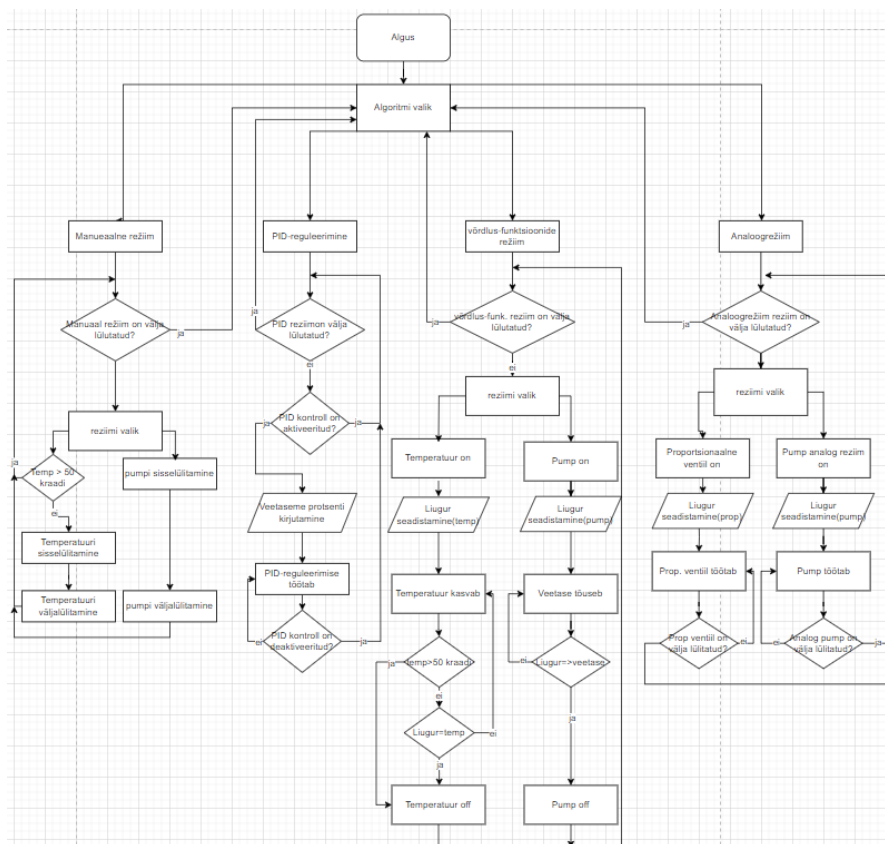 Algus
Algoritmi valik
Manueaalne režiim
PID-reguleerimine
võrdlus-funktsioonide
režiim
Analoogrežiim
Manuaal režiim on välja
lülutatud?
ja
PID reziimon välja
lülutatud?
ja
ei
võrdlus-funk. reziim on välja
lülutatud?
ja
ei
Analoogrežiim reziim on
välja lülutatud?
ja
reziimi valik
Temp > 50
kraadi
ja
ei
pumpi sisselülitamine
Temperatuuri
sisselülitamine
Temperatuuri
väljalülitamine
pumpi väljalülitamine
PID kontroll on
aktiveeritud?
ja
ja
Veetaseme protsenti
kirjutamine
PID-reguleerimise
töötab
PID kontroll on
deaktiveeritud?
ei
ja
reziimi valik
Temperatuur on
Pump on
Liugur
seadistamine(temp)
Liugur
seadistamine(pump)
Temperatuur kasvab
Veetase tõuseb
temp>50 kraadi
ja
ei
Liugur=>veetase
ei
ja
Liugur=temp
ei
ja
Temperatuur off
Pump off
reziimi valik
Proportsionaalne
ventiil on
Pump analog reziim
on
Liugur
seadistamine(prop)
Liugur
seadistamine(pump)
Prop. ventiil töötab
Pump töötab
Prop ventiil on
välja lülitatud?
ei
Analog pump on
välja lülitatud?
ei
ja